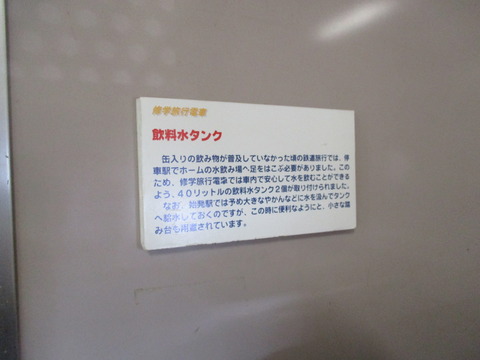 修学旅行電車
飲料水タンク
缶入りの飲み物が普及していなかった頃の鉄道旅行では、停
車駅でホームの水飲み場へ足をはこぶ必要がありました。この
ため、修学旅行電車では車内で安心して水を飲むことができる
よう、40リットルの飲料水タンク2個が取り付けられました。
なお、始発駅では予め大きなやかんなどに水を汲んでタンク
へ給水しておくのですが、この時に便利なようにと、小さな踏
み台も用意されています。